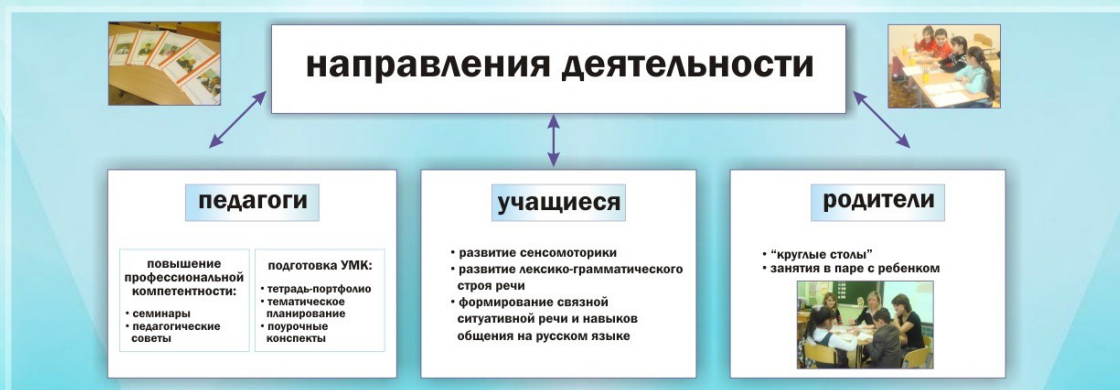 направления деятельности
педагоги
повышение
профессиональной
компетентности:
• семинары
• педагогические
советы
подготовка УМК:
• тетрадь-портфолио
• тематическое
планирование
• поурочные
конспекты
учащиеся
• развитие сенсомоторики
• развитие лексико-грамматического
строя речи
• формирование связной
ситуативной речи и навыков
общения на русском языке
родители
• “круглые столы”
• занятия в паре с ребенком